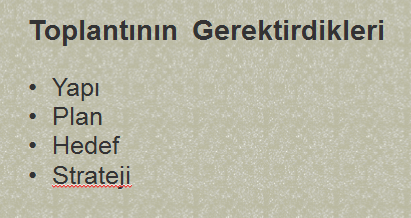 Toplantının Gerektirdikleri
• Yapı
• Plan
• Hedef
• Strateji